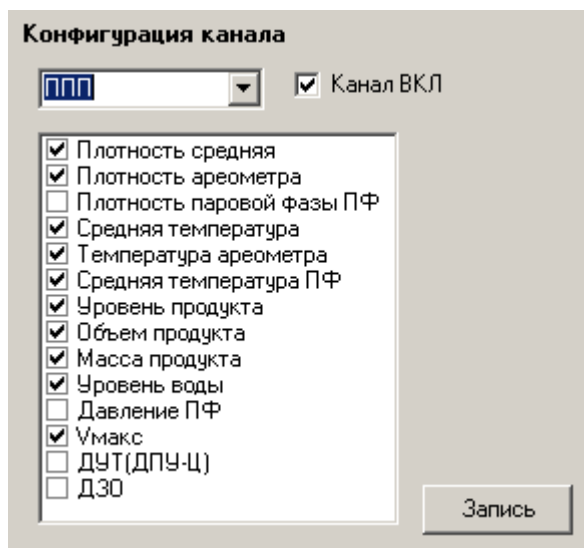 Конфигурация канала
ППП
Канал ВКЛ
Плотность средняя
Плотность ареометра
Плотность паровой фазы ПФ
Средняя температура
Температура ареометра
Средняя температура ПФ
Уровень продукта
Объем продукта
Масса продукта
Уровень воды
Давление ПФ
Vмакс
ДУТ(ДПУ-Ц)
ДЗО
Запись